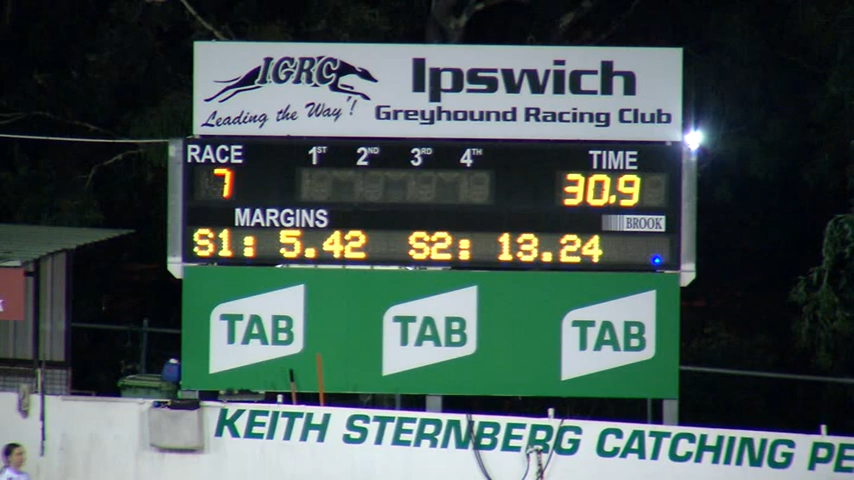 IGRC
Leading the Way'!
Ipswich
Greyhound Racing Club
RACE 1ST 2ND 3RD 4TH TIME
7 30.9
MARGINS BROOK
S1: 5.42 S2: 13.24
TAB TAB TAB
KEITH STERNBERG CATCHING PE